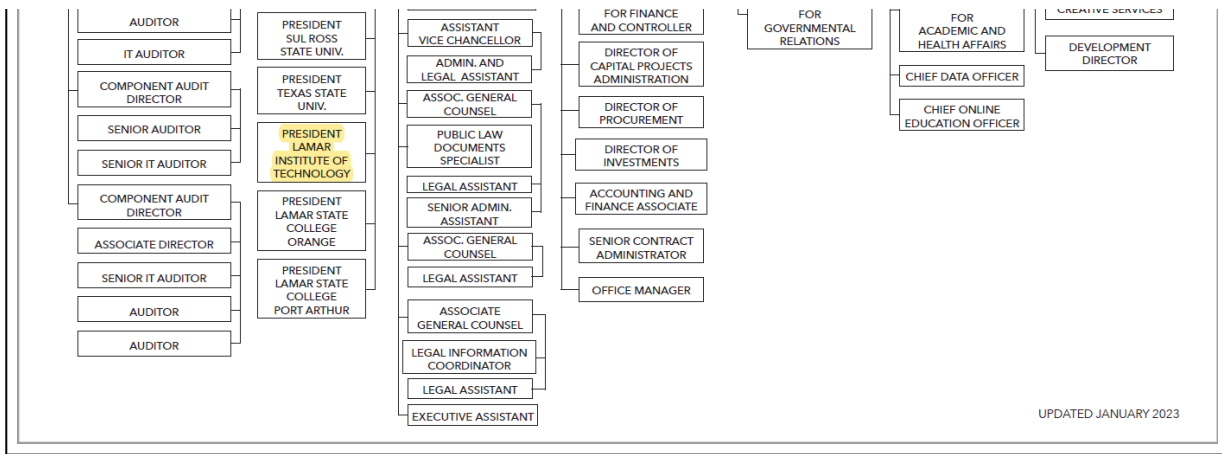 AUDITOR
IT AUDITOR
COMPONENT AUDIT
DIRECTOR
SENIOR AUDITOR
SENIOR IT AUDITOR
COMPONENT AUDIT
DIRECTOR
ASSOCIATE DIRECTOR
SENIOR IT AUDITOR
AUDITOR
AUDITOR
PRESIDENT
SUL ROSS
STATE UNIV.
PRESIDENT
TEXAS STATE
UNIV.
PRESIDENT
LAMAR
INSTITUTE OF
TECHNOLOGY
PRESIDENT
LAMAR STATE
COLLEGE
ORANGE
PRESIDENT
LAMAR STATE
COLLEGE
PORT ARTHUR
ASSISTANT
VICE CHANCELLOR
ADMIN. AND
LEGAL ASSISTANT
ASSOC. GENERAL
COUNSEL
PUBLIC LAW
DOCUMENTS
SPECIALIST
LEGAL ASSISTANT
SENIOR ADMIN.
ASSISTANT
ASSOC. GENERAL
COUNSEL
LEGAL ASSISTANT
ASSOCIATE
GENERAL COUNSEL
LEGAL INFORMATION
COORDINATOR
LEGAL ASSISTANT
EXECUTIVE ASSISTANT
FOR FINANCE
AND CONTROLLER
DIRECTOR OF
CAPITAL PROJECTS
ADMINISTRATION
DIRECTOR OF
PROCUREMENT
DIRECTOR OF
INVESTMENTS
ACCOUNTING AND
FINANCE ASSOCIATE
SENIOR CONTRACT
ADMINISTRATOR
OFFICE MANAGER
FOR
GOVERNMENTAL
RELATIONS
FOR
ACADEMIC AND
HEALTH AFFAIRS
CHIEF DATA OFFICER
CHIEF ONLINE
EDUCATION OFFICER
CREATIVE SERVICES
DEVELOPMENT
DIRECTOR
UPDATED JANUARY 2023